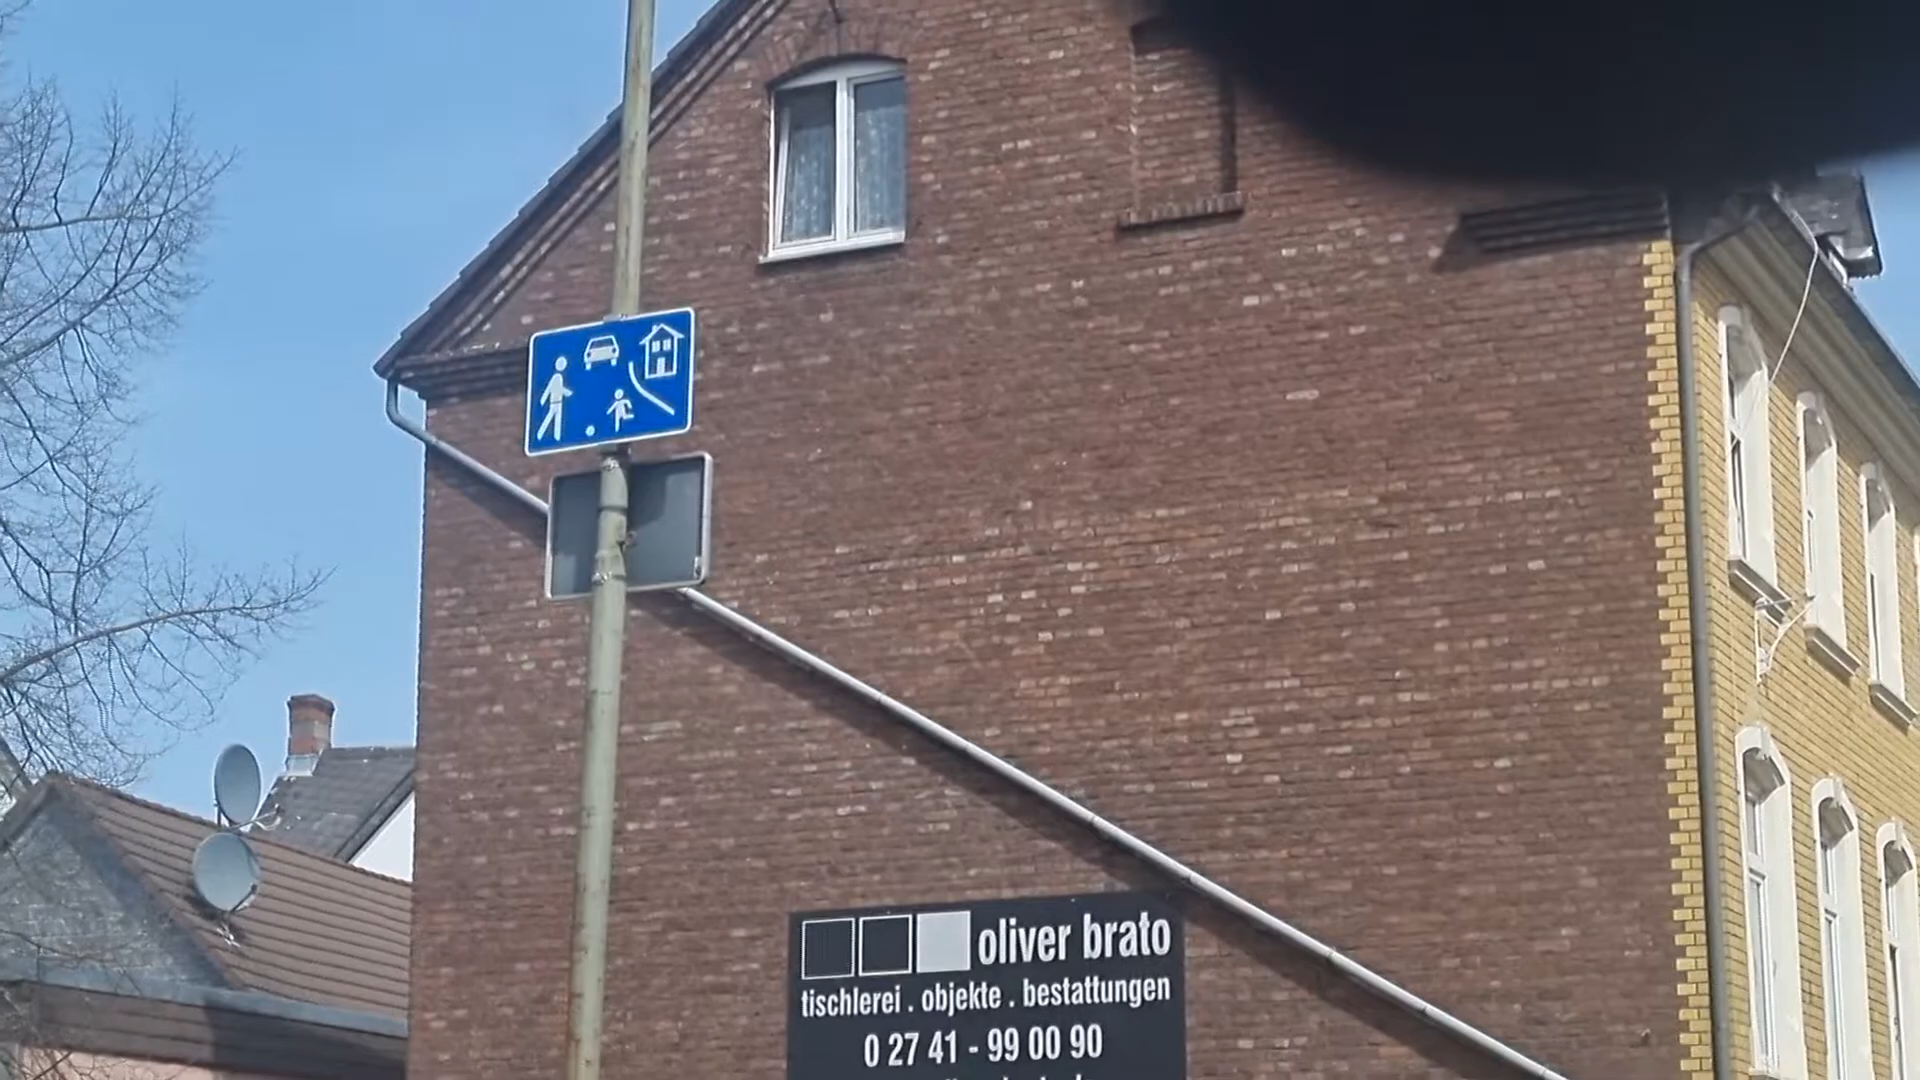 oliver brato
tischlerei . objekte . bestattungen
0 27 41 - 99 00 90